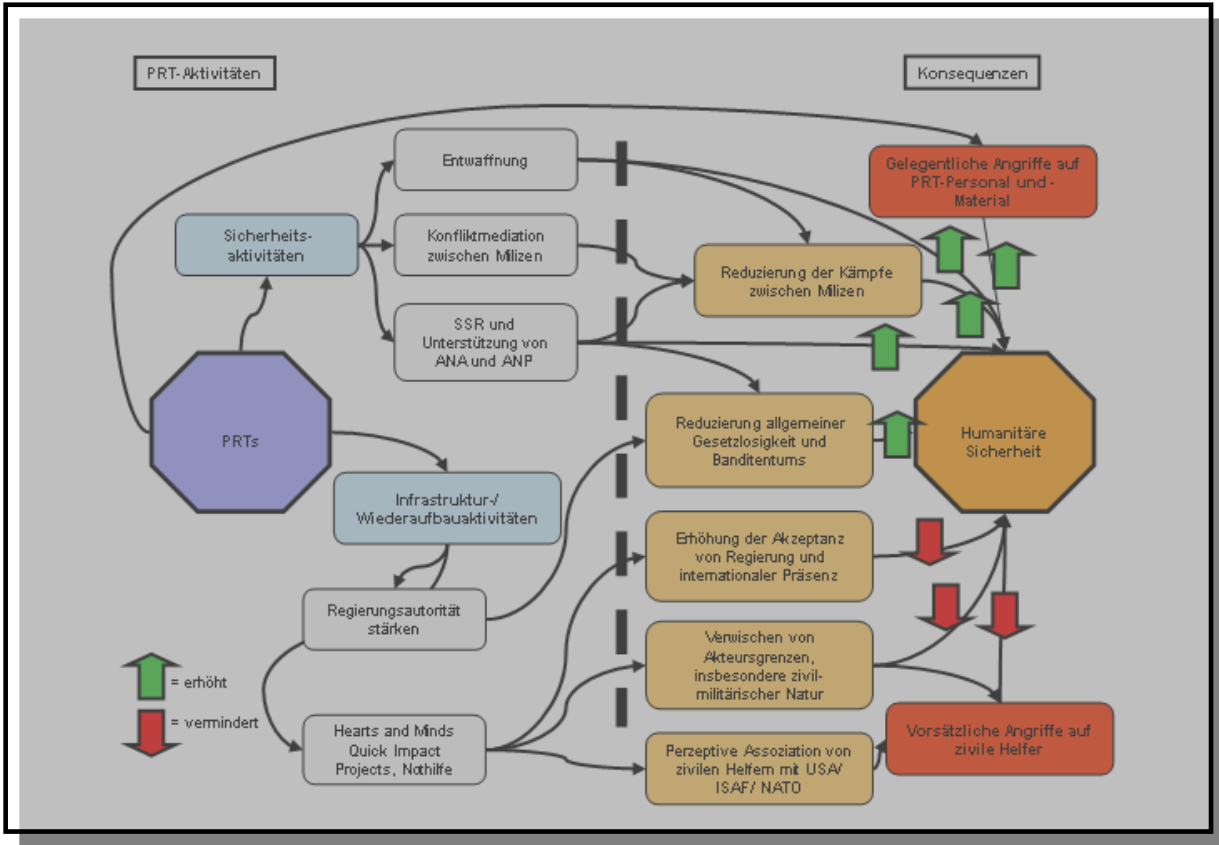 PRT-Aktivitäten
Konsequenzen
Entwaffnung
Gelegentliche Angriffe auf
PRT-Personal und -
Material
Sicherheits-
aktivitäten
Konfliktmediation
zwischen Milizen
Reduzierung der Kämpfe
zwischen Milizen
SSR und
Unterstützung von
ANA und ANP
PRTs
Reduzierung allgemeiner
Gesetzlosigkeit und
Banditentums
Humanitäre
Sicherheit
Infrastruktur-/
Wiederaufbauaktivitäten
Erhöhung der Akzeptanz
von Regierung und
internationaler Präsenz
Regierungsautorität
stärken
Verwischen von
Akteursgrenzen,
insbesondere zivil-
militärischer Natur
= erhöht
= vermindert
Hearts and Minds
Quick Impact
Projects, Nothilfe
Perzeptive Assoziation von
zivilen Helfern mit USA/
ISAF/ NATO
Vorsätzliche Angriffe auf
zivile Helfer